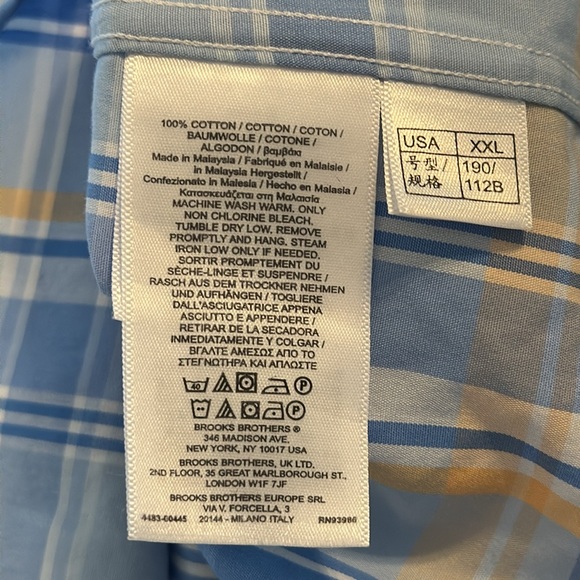 100% COTTON / COTTON / COTON /
BAUMWOLLE / COTONE /
ALGODON / βαμβάκι
Made in Malaysia / Fabriqué en Malaisie /
in Malaysia Hergestellt /
Confezionato in Malesia / Hecho en Malasia /
Κατασκευάζεται στη Μαλαισία
MACHINE WASH WARM. ONLY
NON CHLORINE BLEACH.
TUMBLE DRY LOW. REMOVE
PROMPTLY AND HANG. STEAM
IRON LOW ONLY IF NEEDED.
SORTIR PROMPTEMENT DU
SÈCHE-LINGE ET SUSPENDRE /
RASCH AUS DEM TROCKNER NEHMEN
UND AUFHÄNGEN / TOGLIERE
DALL'ASCIUGATRICE APPENA
ASCIUTTO E APPENDERE /
RETIRAR DE LA SECADORA
INMEDIATAMENTE Y COLGAR /
ΒΓΑΛΤΕ ΑΜΕΣΩΣ ΑΠΟ ΤΟ
ΣΤΕΓΝΩΤΗΡΑ ΚΑΙ ΑΠΛΩΣΤΕ
40
BROOKS BROTHERS ®
346 MADISON AVE,
NEW YORK, NY 10017 USA
BROOKS BROTHERS, UK LTD.
2ND FLOOR, 35 GREAT MARLBOROUGH ST.,
LONDON W1F 7JF
BROOKS BROTHERS EUROPE SRL
VIA V. FORCELLA, 3
4483-00445 20144 - MILANO ITALY RN93986
USA XXL
号型/ 190/
规格 112B